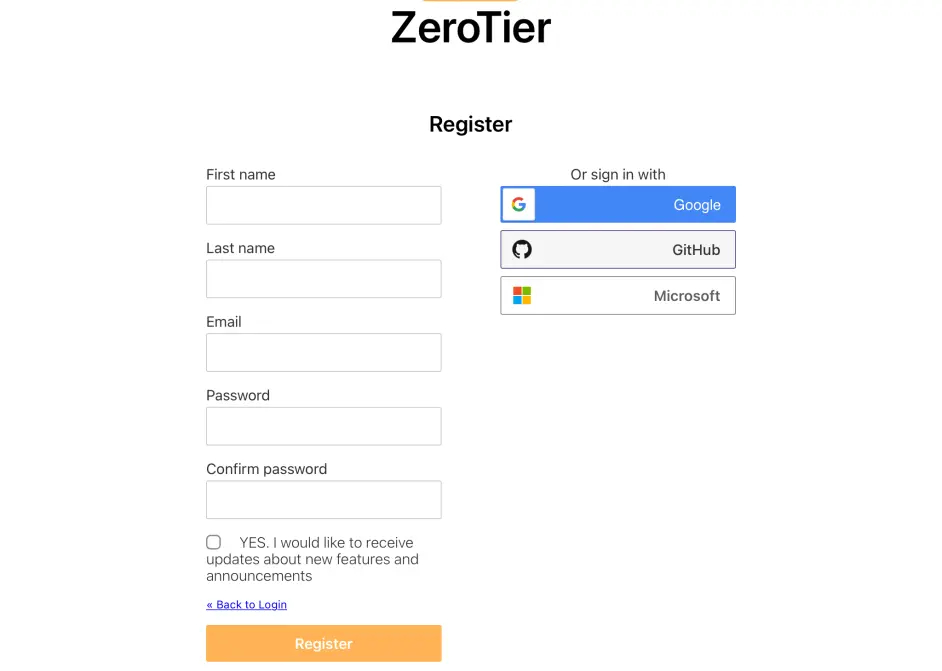 ZeroTier
Register
First name
Last name
Email
Password
Confirm password
YES. I would like to receive
updates about new features and
announcements
« Back to Login
Register
Or sign in with
Google
GitHub
Microsoft